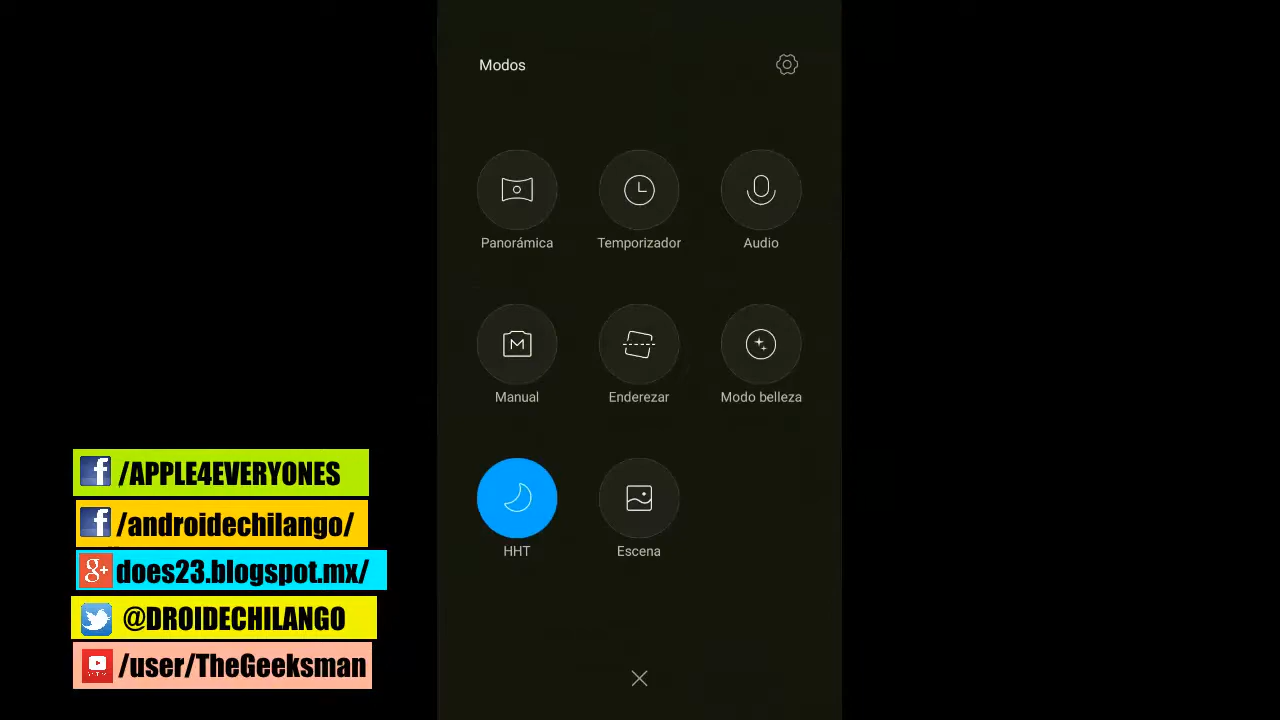 Modos
Panorámica
Temporizador
Audio
M
Manual
Enderezar
Modo belleza
HHT
Escena
f /APPLE4EVERYONES
f /androidechilango/
g+ does23.blogspot.mx/
@DROIDECHILANGO
/user/TheGeeksman